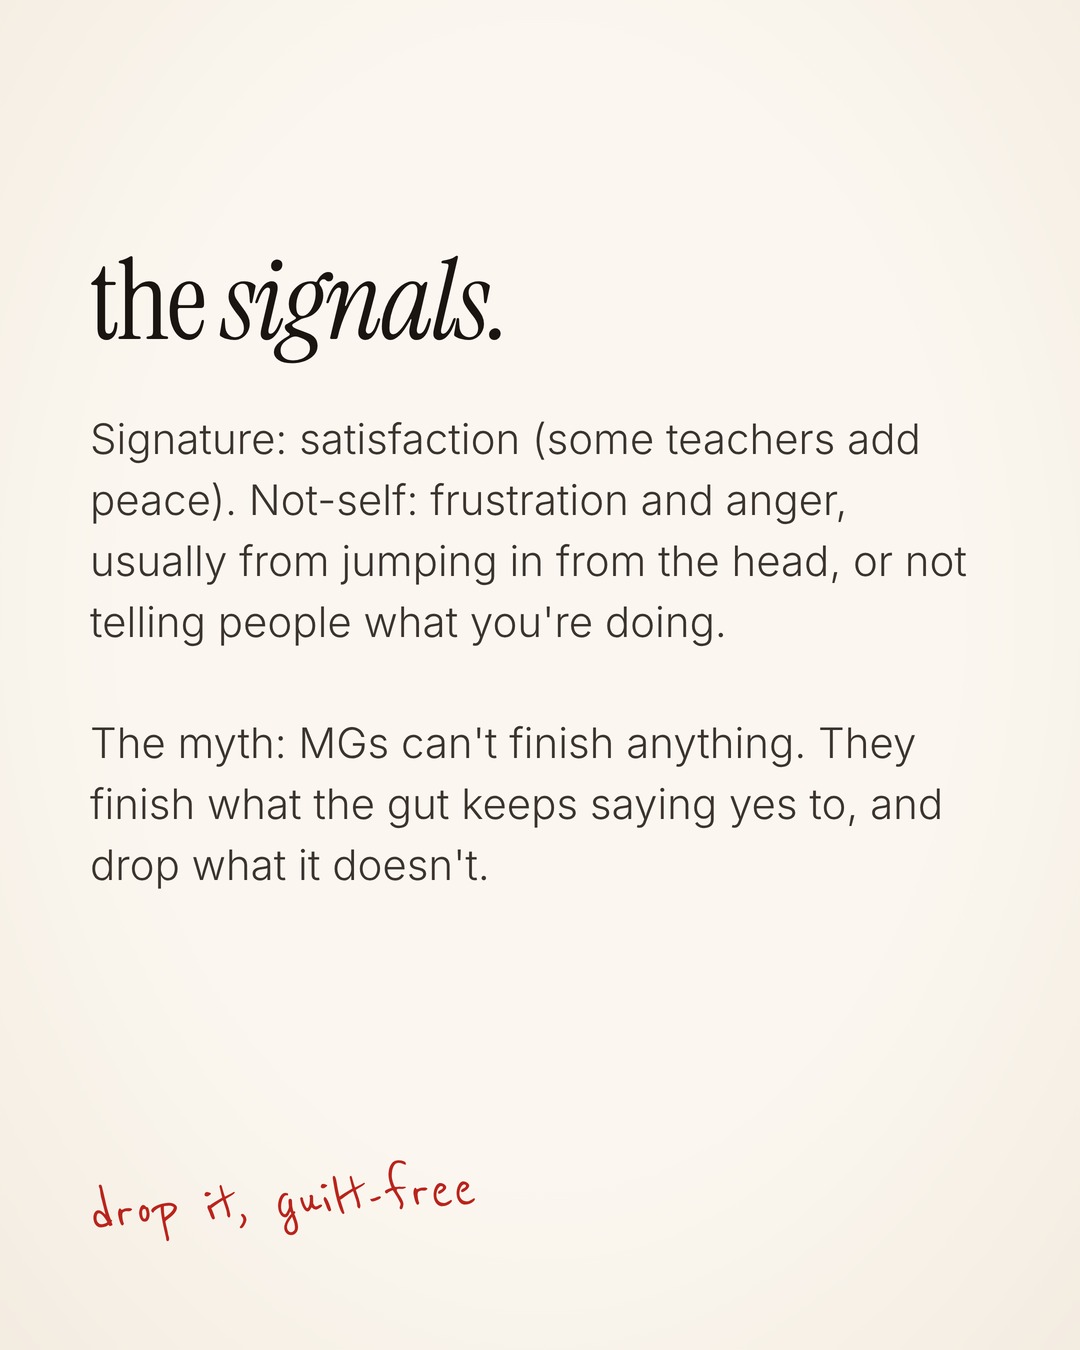 the signals.
Signature: satisfaction (some teachers add
peace). Not-self: frustration and anger,
usually from jumping in from the head, or not
telling people what you're doing.
The myth: MGs can't finish anything. They
finish what the gut keeps saying yes to, and
drop what it doesn't.
drop it, guilt-free